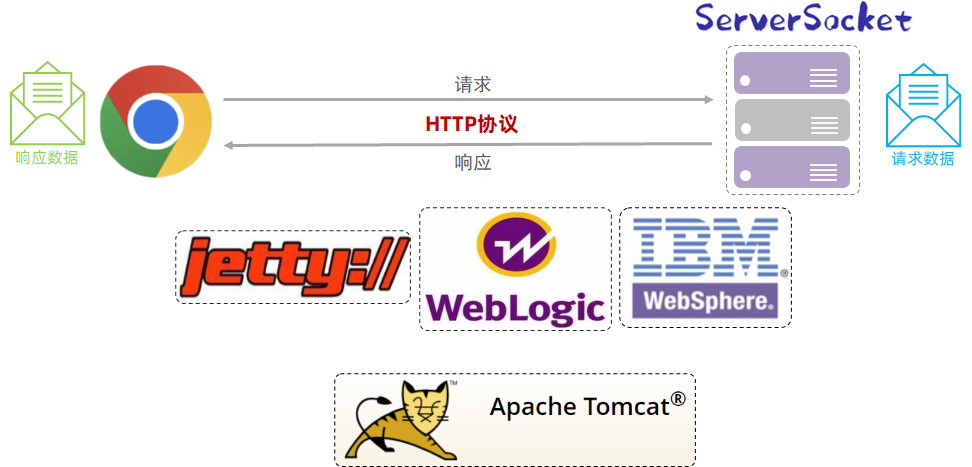 ServerSocket
请求
HTTP协议
响应
响应数据
请求数据
jetty://
WebLogic
IBM®
WebSphere®
Apache Tomcat®
TM